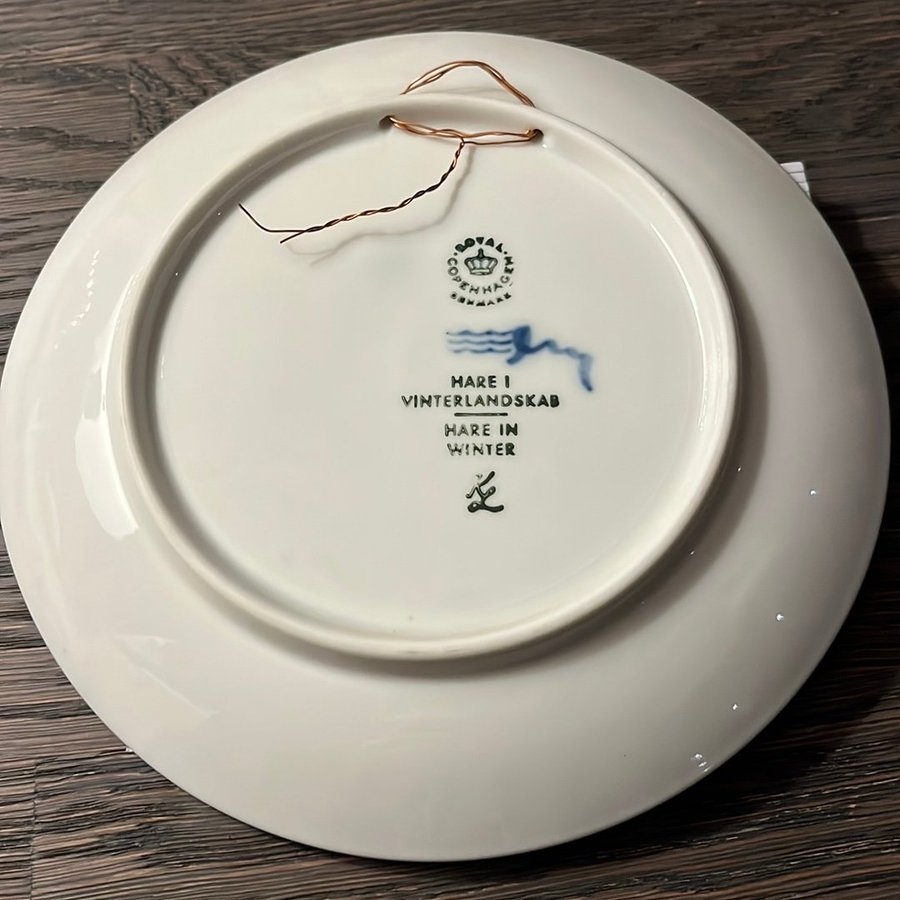 ROYAL
COPENHAGEN
DENMARK
HARE I
VINTERLANDSKAB
HARE IN
WINTER